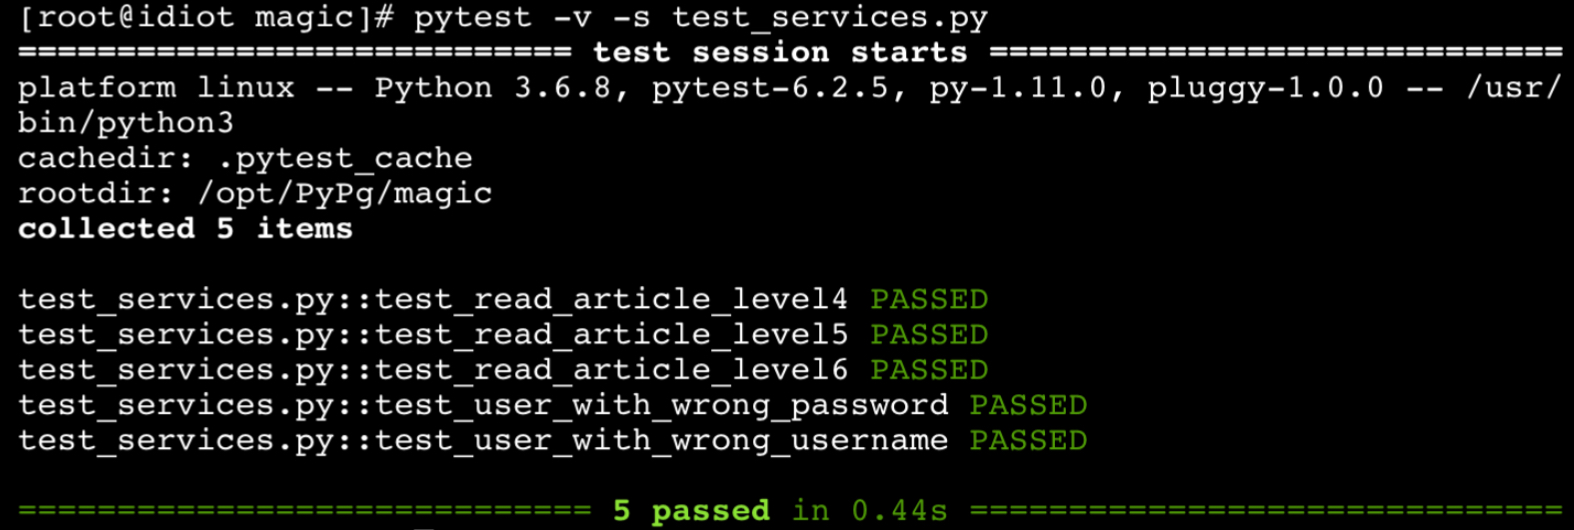 [root@idiot magic]# pytest -v -s test_services.py
============================ test session starts =============================
platform linux -- Python 3.6.8, pytest-6.2.5, py-1.11.0, pluggy-1.0.0 -- /usr/
bin/python3
cachedir: .pytest_cache
rootdir: /opt/PyPg/magic
collected 5 items
test_services.py::test_read_article_level4 PASSED
test_services.py::test_read_article_level5 PASSED
test_services.py::test_read_article_level6 PASSED
test_services.py::test_user_with_wrong_password PASSED
test_services.py::test_user_with_wrong_username PASSED
============================= 5 passed in 0.44s ==============================